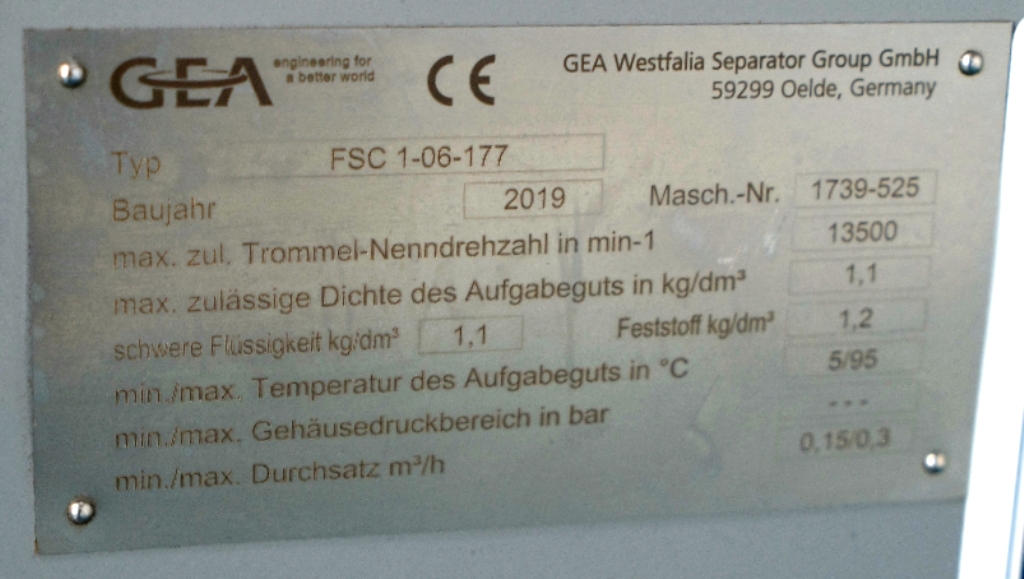 GEA engineering for a better world CE GEA Westfalia Separator Group GmbH
59299 Oelde, Germany
Typ FSC 1-06-177
Baujahr 2019 Masch.-Nr. 1739-525
max. zul. Trommel-Nenndrehzahl in min-1 13500
max. zulässige Dichte des Aufgabeguts in kg/dm³ 1,1
schwere Flüssigkeit kg/dm³ 1,1 Feststoff kg/dm³ 1,2
min./max. Temperatur des Aufgabeguts in °C 5/95
min./max. Gehäusedruckbereich in bar ---
min./max. Durchsatz m³/h 0,15/0,3